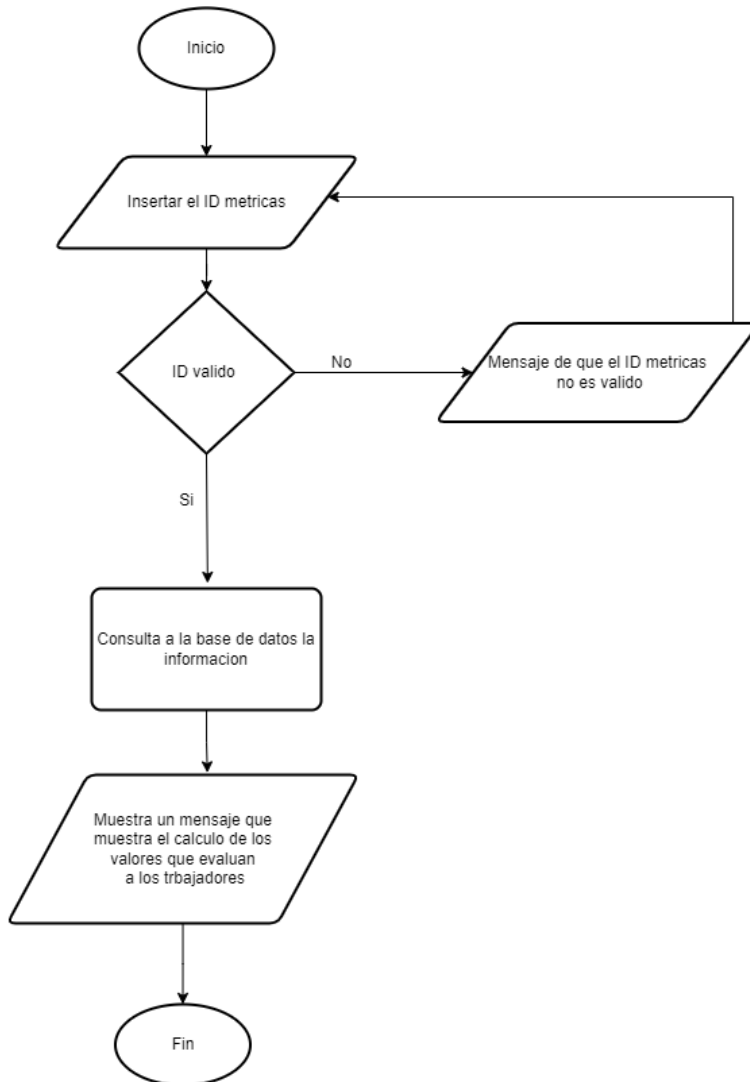 Inicio
Insertar el ID metricas
ID valido
No
Mensaje de que el ID metricas
no es valido
Si
Consulta a la base de datos la
informacion
Muestra un mensaje que
muestra el calculo de los
valores que evaluan
a los trbajadores
Fin